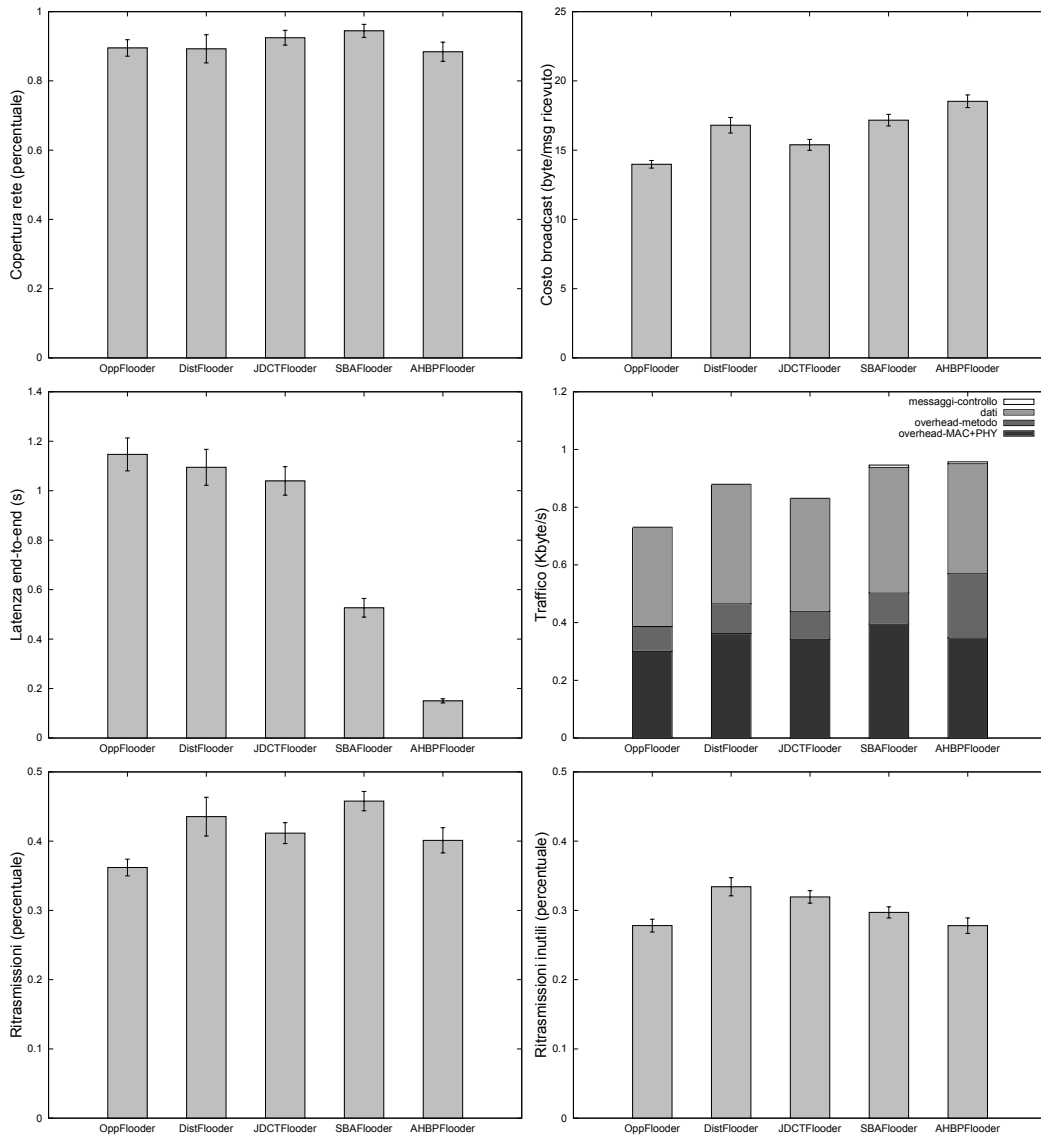 Copertura rete (percentuale)
1
0.8
0.6
0.4
0.2
0
OppFlooder DistFlooder JDCTFlooder SBAFlooder AHBPFlooder
Costo broadcast (byte/msg ricevuto)
25
20
15
10
5
0
OppFlooder DistFlooder JDCTFlooder SBAFlooder AHBPFlooder
Latenza end-to-end (s)
1.4
1.2
1
0.8
0.6
0.4
0.2
0
OppFlooder DistFlooder JDCTFlooder SBAFlooder AHBPFlooder
Traffico (Kbyte/s)
1.2
1
0.8
0.6
0.4
0.2
0
messaggi-controllo
dati
overhead-metodo
overhead-MAC+PHY
OppFlooder DistFlooder JDCTFlooder SBAFlooder AHBPFlooder
Ritrasmissioni (percentuale)
0.5
0.4
0.3
0.2
0.1
0
OppFlooder DistFlooder JDCTFlooder SBAFlooder AHBPFlooder
Ritrasmissioni inutili (percentuale)
0.5
0.4
0.3
0.2
0.1
0
OppFlooder DistFlooder JDCTFlooder SBAFlooder AHBPFlooder